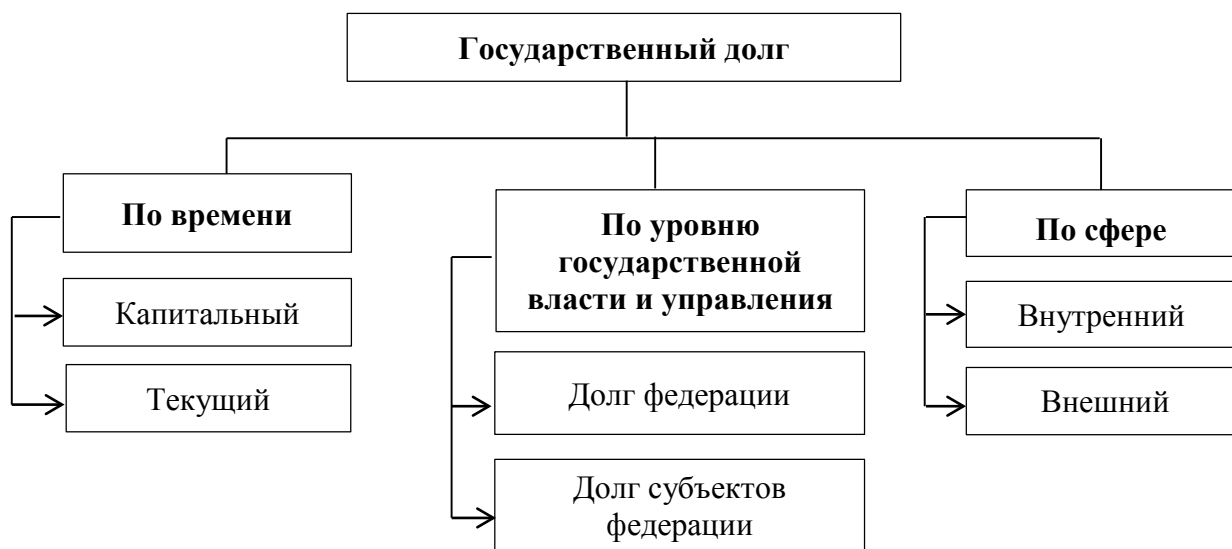 Государственный долг
По времени
Капитальный
Текущий
По уровню
государственной
власти и управления
Долг федерации
Долг субъектов
федерации
По сфере
Внутренний
Внешний